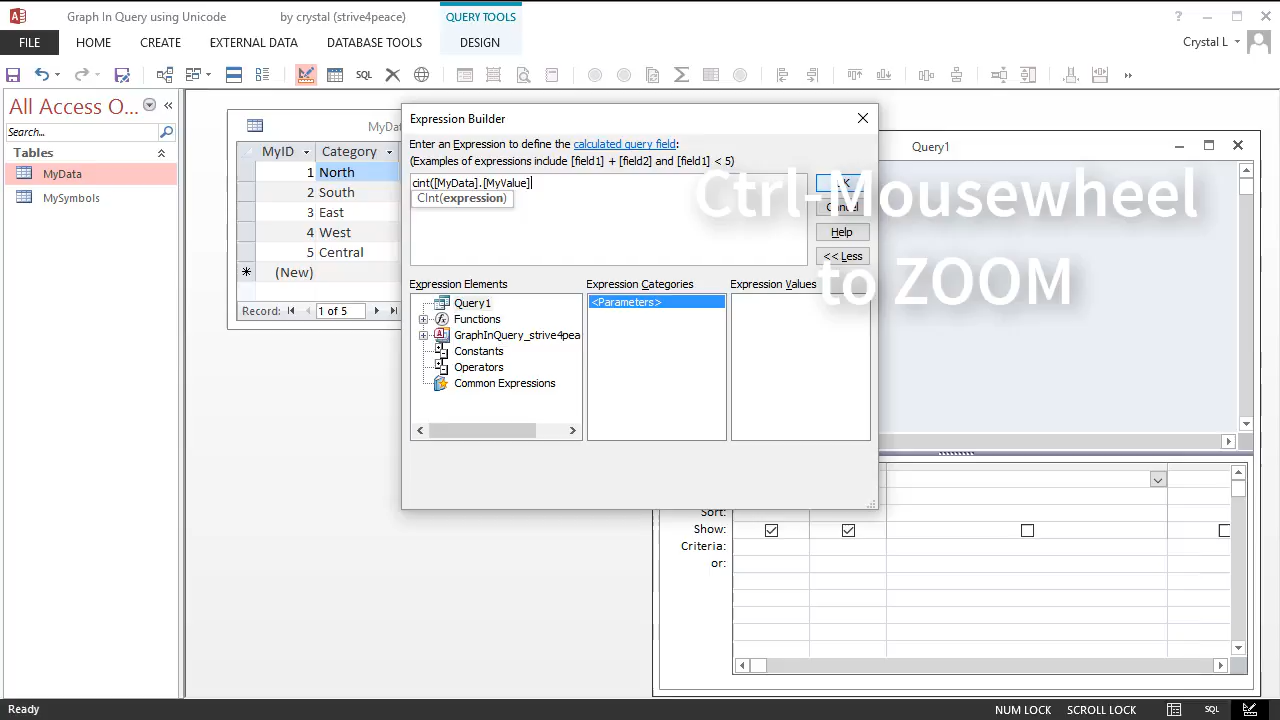 Graph In Query using Unicode
by crystal (strive4peace)
QUERY TOOLS
?
FILE
HOME
CREATE
EXTERNAL DATA
DATABASE TOOLS
DESIGN
Crystal L
SQL
All Access O...
Search...
Tables
MyData
MySymbols
MyDat
MyID
Category
1 North
2 South
3 East
4 West
5 Central
(New)
Record:
1 of 5
Expression Builder
Enter an Expression to define the calculated query field:
(Examples of expressions include [field1] + [field2] and [field1] < 5)
cint([MyData].[MyValue]
CInt(expression)
OK
Cancel
Help
<< Less
Expression Elements
Expression Categories
Expression Values
Query1
Functions
GraphInQuery_strive4pea
Constants
Operators
Common Expressions
<Parameters>
Ctrl-Mousewheel
to ZOOM
Query1
Sort:
Show:
Criteria:
or:
Ready
NUM LOCK
SCROLL LOCK
SQL